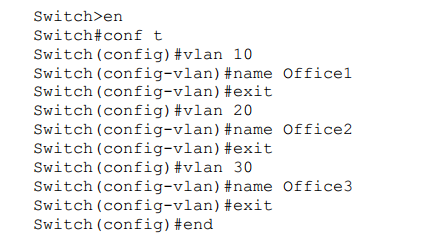 Switch>en
Switch#conf t
Switch(config)#vlan 10
Switch(config-vlan)#name Office1
Switch(config-vlan)#exit
Switch(config)#vlan 20
Switch(config-vlan)#name Office2
Switch(config-vlan)#exit
Switch(config)#vlan 30
Switch(config-vlan)#name Office3
Switch(config-vlan)#exit
Switch(config)#end